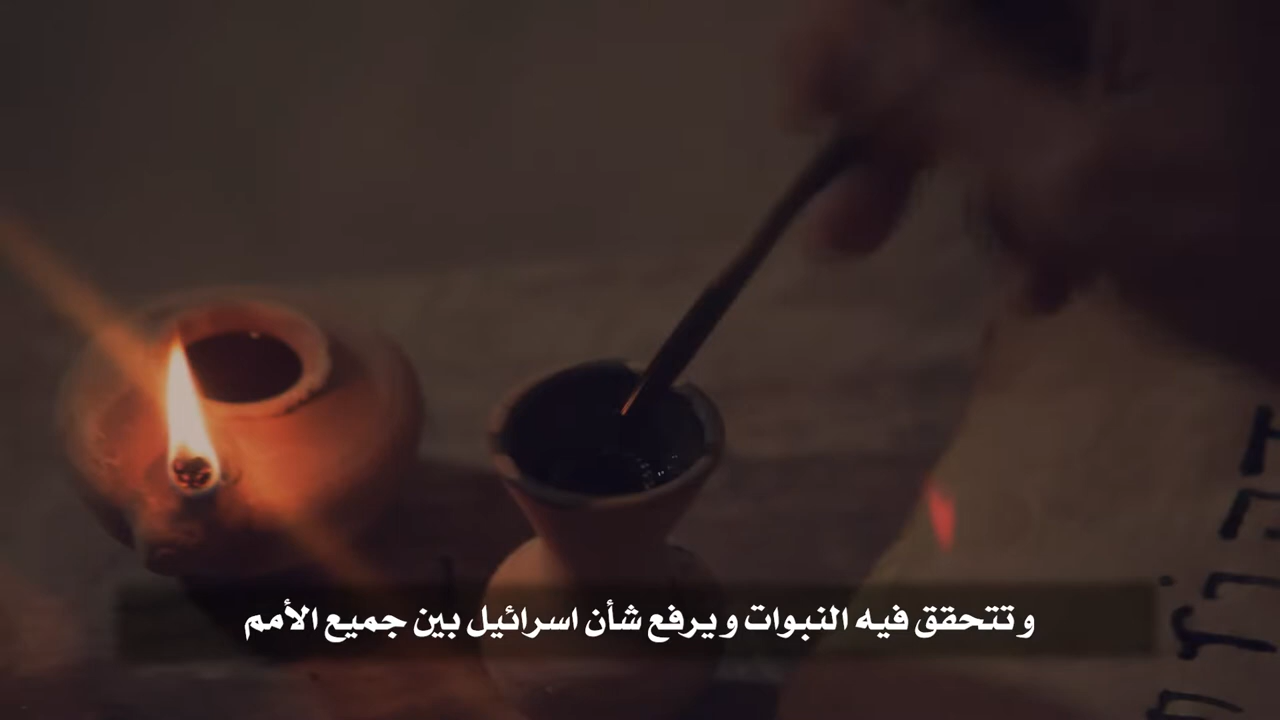 و تتحقق فيه النبوات و يرفع شأن اسرائيل بين جميع الأمم